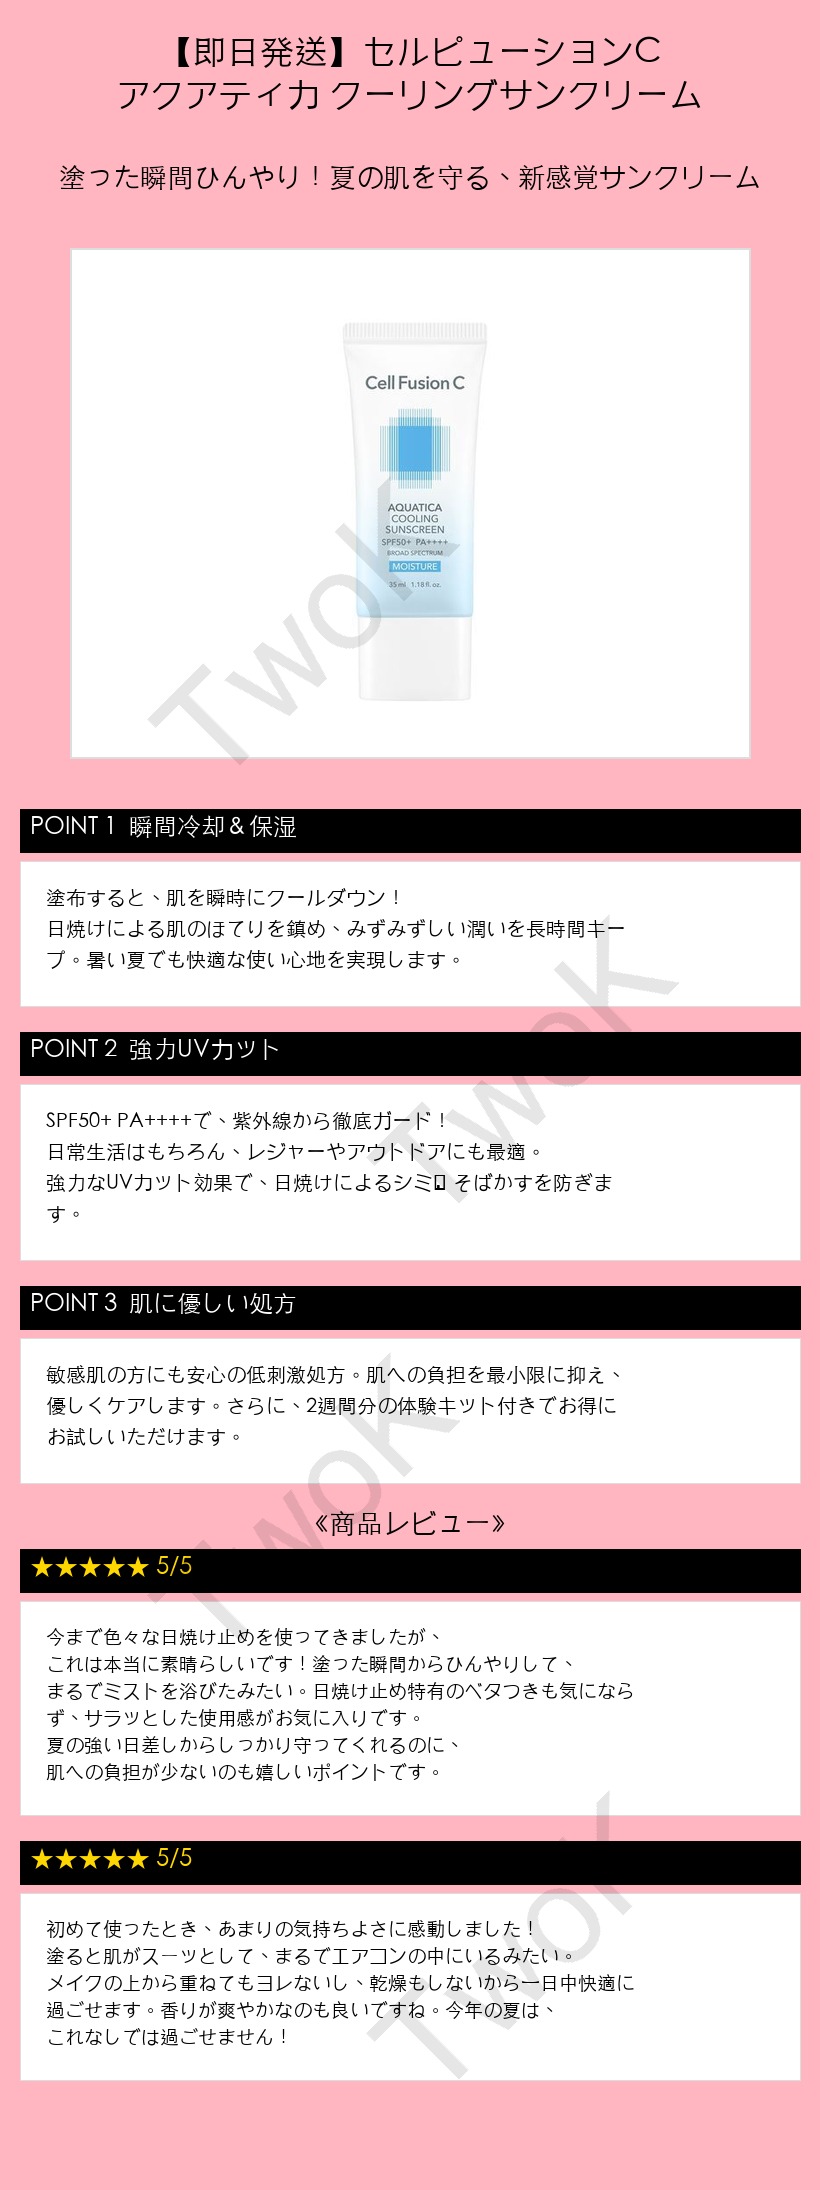 【即日発送】セルピューションC
アクアティカ クーリングサンクリーム
塗った瞬間ひんやり！夏の肌を守る、新感覚サンクリーム
Cell Fusion C
AQUATICA
COOLING
SUNSCREEN
SPF50+ PA++++
BROAD SPECTRUM
MOISTURE
35 ml 1.18 fl. oz.
TwoK
POINT 1 瞬間冷却＆保湿
塗布すると、肌を瞬時にクールダウン！
日焼けによる肌のほてりを鎮め、みずみずしい潤いを長時間キー
プ。暑い夏でも快適な使い心地を実現します。
TwoK
POINT 2 強力UVカット
SPF50+ PA++++で、紫外線から徹底ガード！
日常生活はもちろん、レジャーやアウトドアにも最適。
強力なUVカット効果で、日焼けによるシミ そばかすを防ぎま
す。
POINT 3 肌に優しい処方
敏感肌の方にも安心の低刺激処方。肌への負担を最小限に抑え、
優しくケアします。さらに、2週間分の体験キット付きでお得に
お試しいただけます。
TwoK
《商品レビュー》
★★★★★ 5/5
今まで色々な日焼け止めを使ってきましたが、
これは本当に素晴らしいです！塗った瞬間からひんやりして、
まるでミストを浴びたみたい。日焼け止め特有のベタつきも気になら
ず、サラッとした使用感がお気に入りです。
夏の強い日差しからしっかり守ってくれるのに、
肌への負担が少ないのも嬉しいポイントです。
★★★★★ 5/5
初めて使ったとき、あまりの気持ちよさに感動しました！
塗ると肌がスーッとして、まるでエアコンの中にいるみたい。
メイクの上から重ねてもヨレないし、乾燥もしないから一日中快適に
過ごせます。香りが爽やかなのも良いですね。今年の夏は、
これなしでは過ごせません！
TwoK